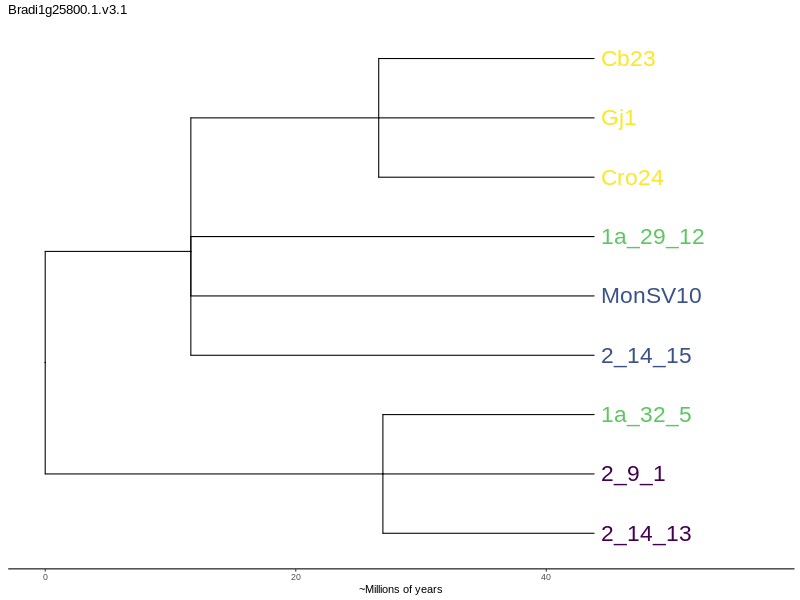 Bradi1g25800.1.v3.1
Cb23
Gj1
Cro24
1a_29_12
MonSV10
2_14_15
1a_32_5
2_9_1
2_14_13
0 20 40
~Millions of years